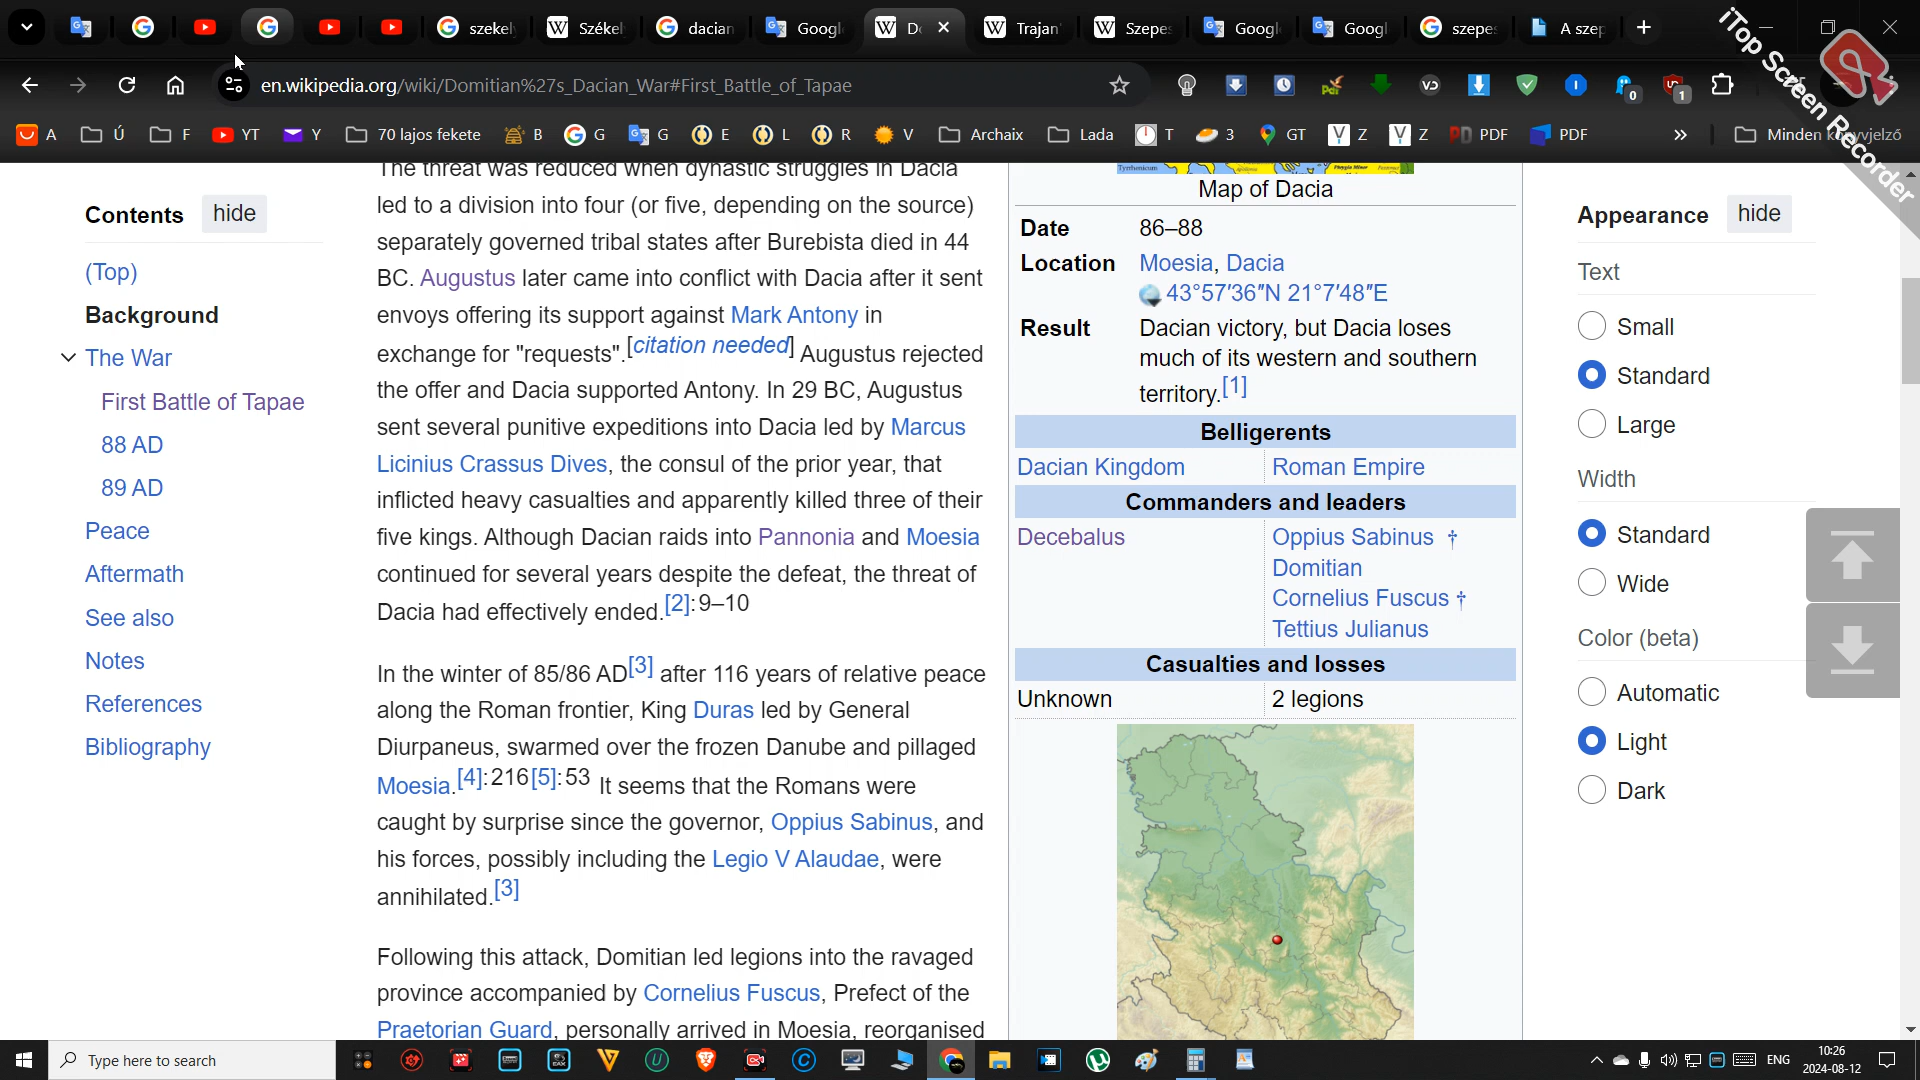 szekel
Székel
dacian
Googl
Do
Trajan'
Szepes
Googl
Googl
szepes
A szep
iTop Screen Recorder
en.wikipedia.org/wiki/Domitian%27s_Dacian_War#First_Battle_of_Tapae
0
1
A
Ú
F
YT
Y
70 lajos fekete
B
G
G
E
L
R
V
Archaix
Lada
T
3
GT
Z
Z
PDF
PDF
»
Minden könyvjelző
Contents
hide
(Top)
Background
The War
First Battle of Tapae
88 AD
89 AD
Peace
Aftermath
See also
Notes
References
Bibliography
The threat was reduced when dynastic struggles in Dacia
led to a division into four (or five, depending on the source)
separately governed tribal states after Burebista died in 44
BC. Augustus later came into conflict with Dacia after it sent
envoys offering its support against Mark Antony in
exchange for "requests".[citation needed] Augustus rejected
the offer and Dacia supported Antony. In 29 BC, Augustus
sent several punitive expeditions into Dacia led by Marcus
Licinius Crassus Dives, the consul of the prior year, that
inflicted heavy casualties and apparently killed three of their
five kings. Although Dacian raids into Pannonia and Moesia
continued for several years despite the defeat, the threat of
Dacia had effectively ended.[2]:9–10
In the winter of 85/86 AD[3] after 116 years of relative peace
along the Roman frontier, King Duras led by General
Diurpaneus, swarmed over the frozen Danube and pillaged
Moesia.[4]:216[5]:53 It seems that the Romans were
caught by surprise since the governor, Oppius Sabinus, and
his forces, possibly including the Legio V Alaudae, were
annihilated.[3]
Following this attack, Domitian led legions into the ravaged
province accompanied by Cornelius Fuscus, Prefect of the
Praetorian Guard, personally arrived in Moesia, reorganised
Tyrrhenicum
Phrygia Minor
Map of Dacia
Date 86–88
Location Moesia, Dacia
43°57′36″N 21°7′48″E
Result Dacian victory, but Dacia loses
much of its western and southern
territory.[1]
Belligerents
Dacian Kingdom
Roman Empire
Commanders and leaders
Decebalus
Oppius Sabinus †
Domitian
Cornelius Fuscus †
Tettius Julianus
Casualties and losses
Unknown
2 legions
Appearance
hide
Text
Small
Standard
Large
Width
Standard
Wide
Color (beta)
Automatic
Light
Dark
Type here to search
ENG
10:26
2024-08-12